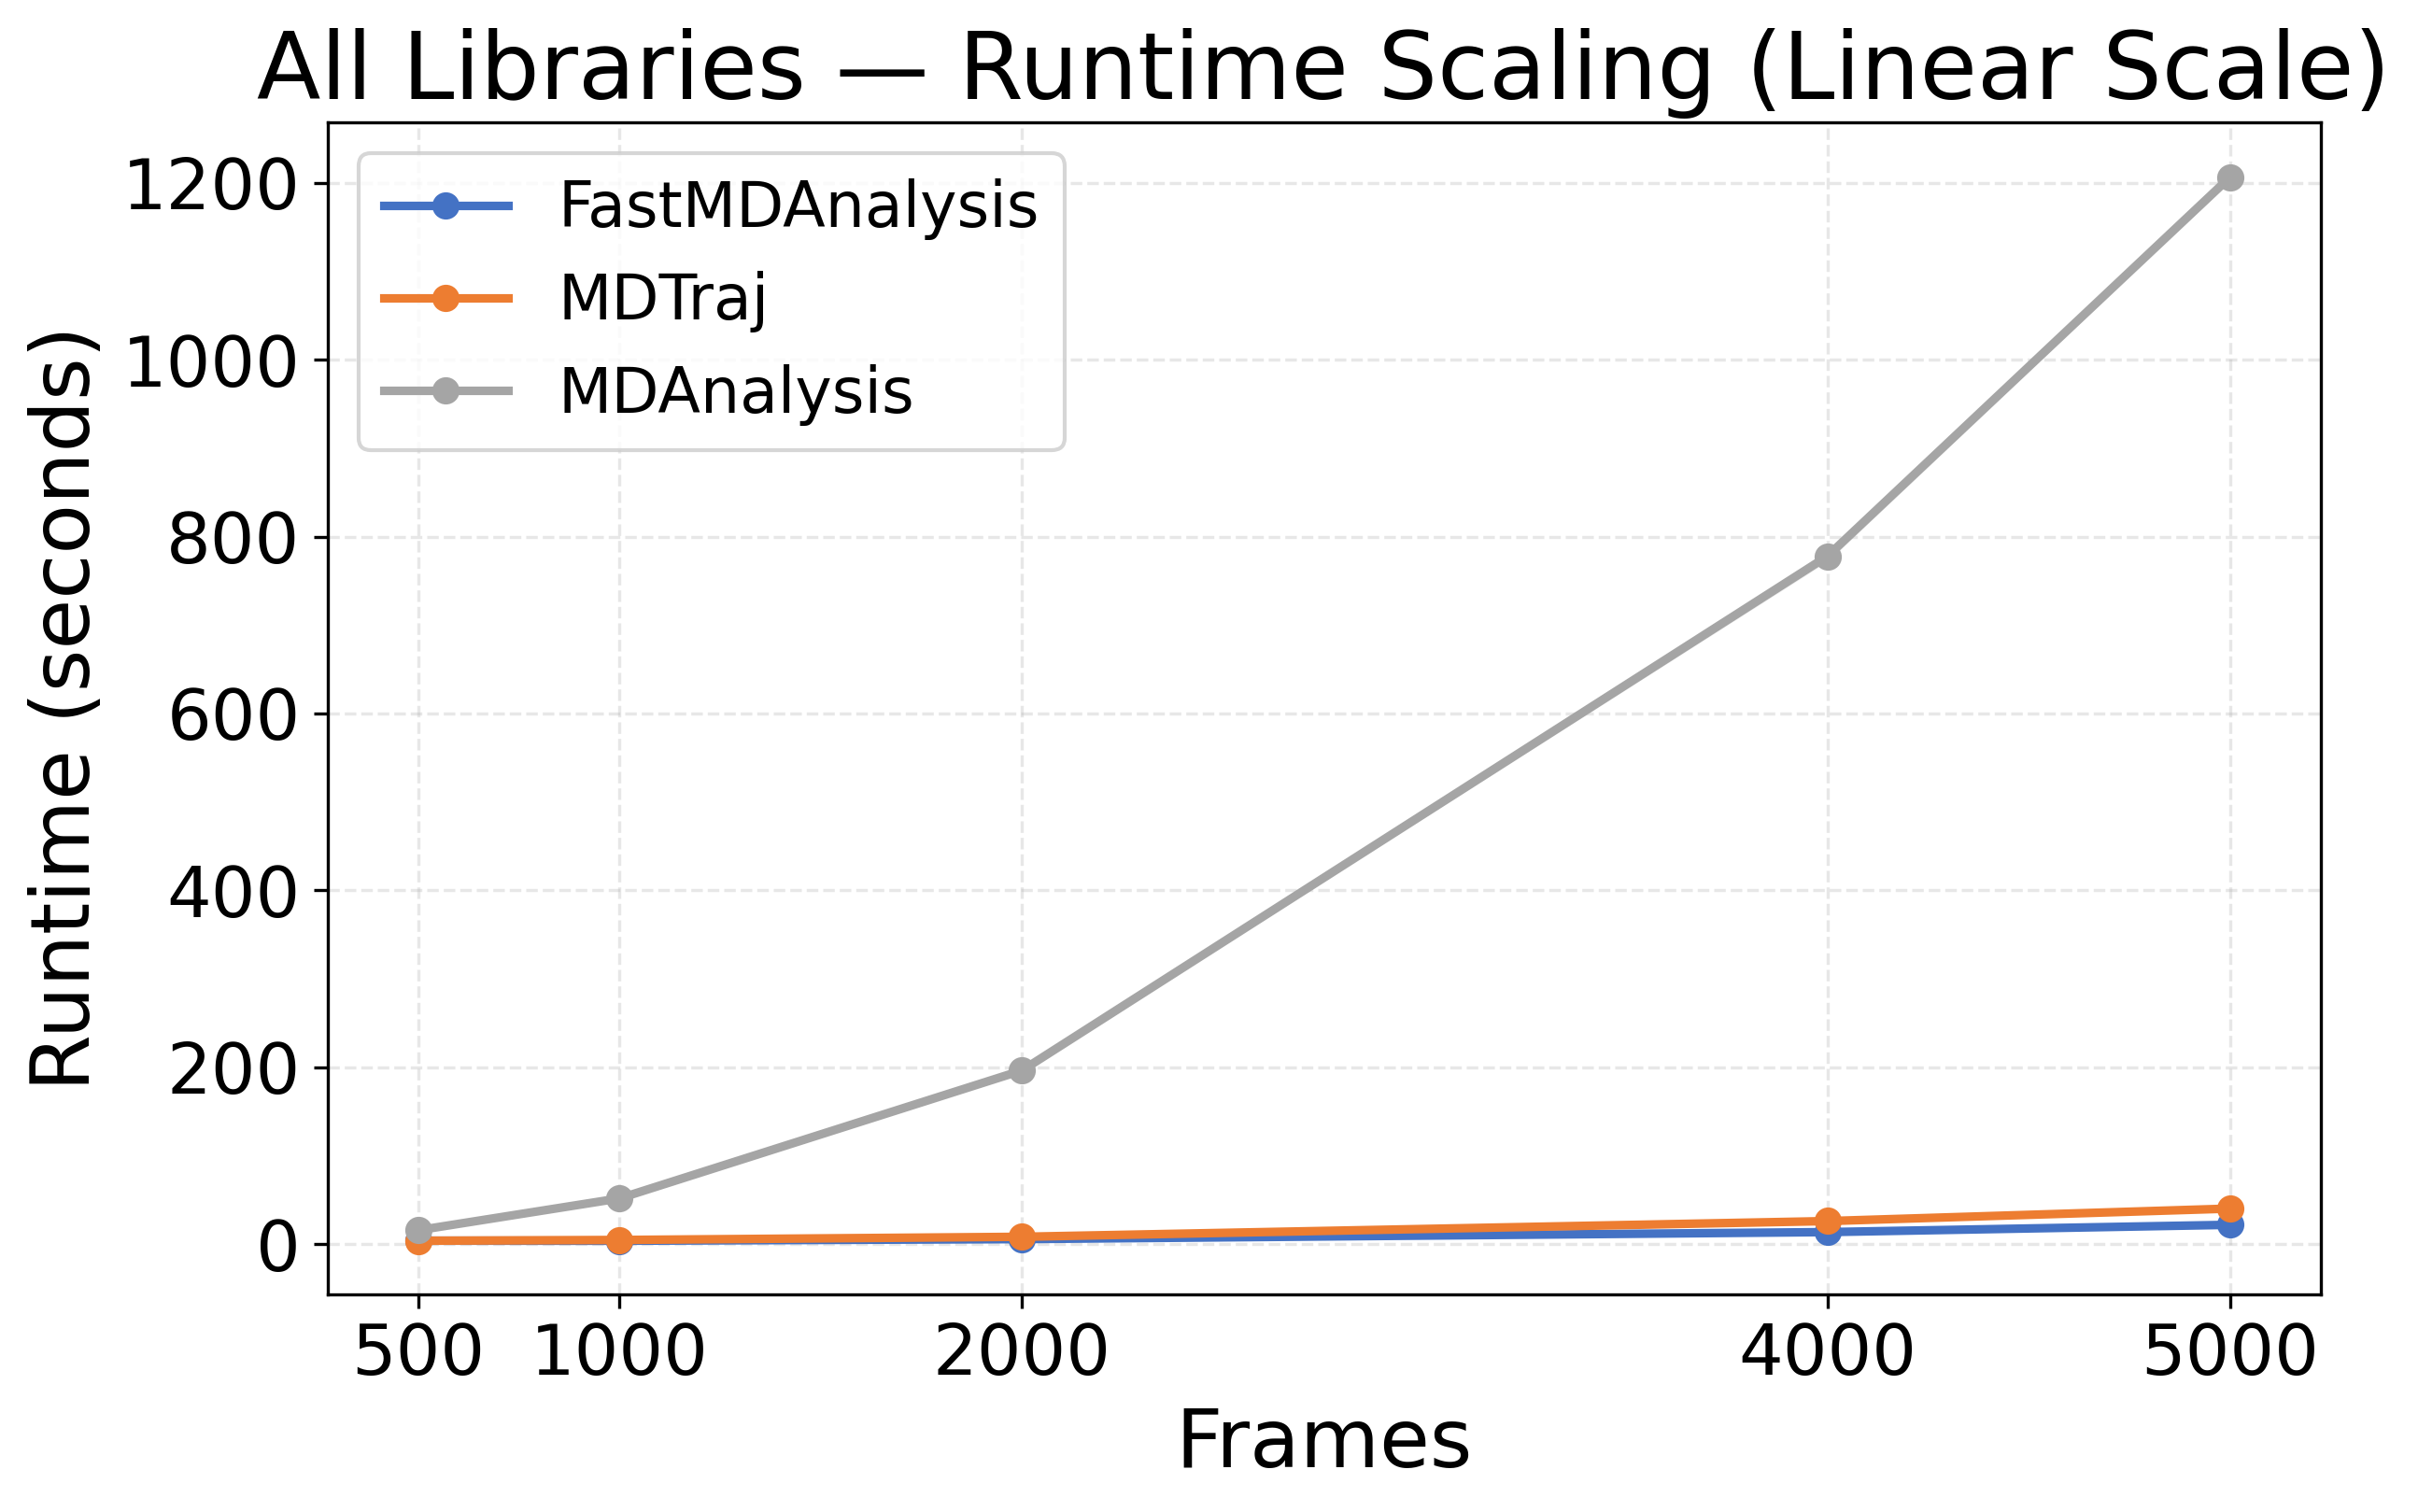 All Libraries — Runtime Scaling (Linear Scale)
FastMDAnalysis
MDTraj
MDAnalysis
Runtime (seconds)
1200
1000
800
600
400
200
0
500 1000 2000 4000 5000
Frames